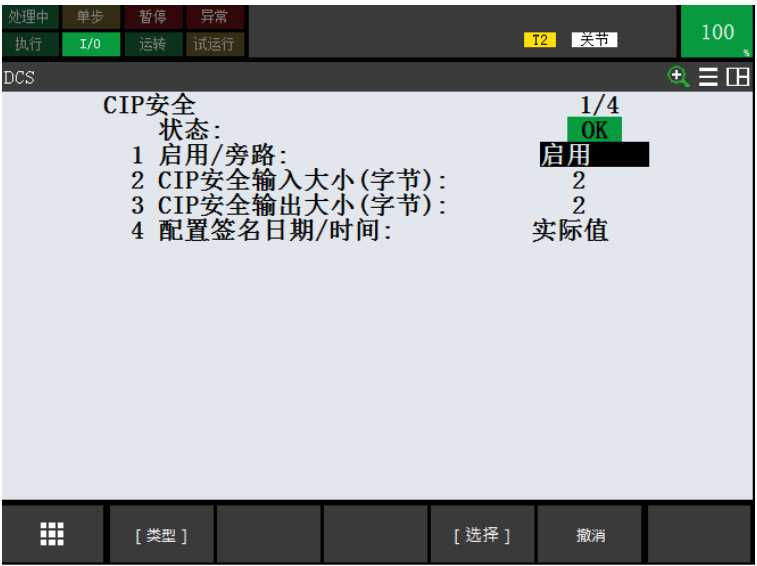 处理中 单步 暂停 异常
执行 I/O 运转 试运行 T2 关节 100 %
DCS
CIP安全 1/4
状态: OK
1 启用/旁路: 启用
2 CIP安全输入大小(字节): 2
3 CIP安全输出大小(字节): 2
4 配置签名日期/时间: 实际值
[ 类型 ] [ 选择 ] 撤消